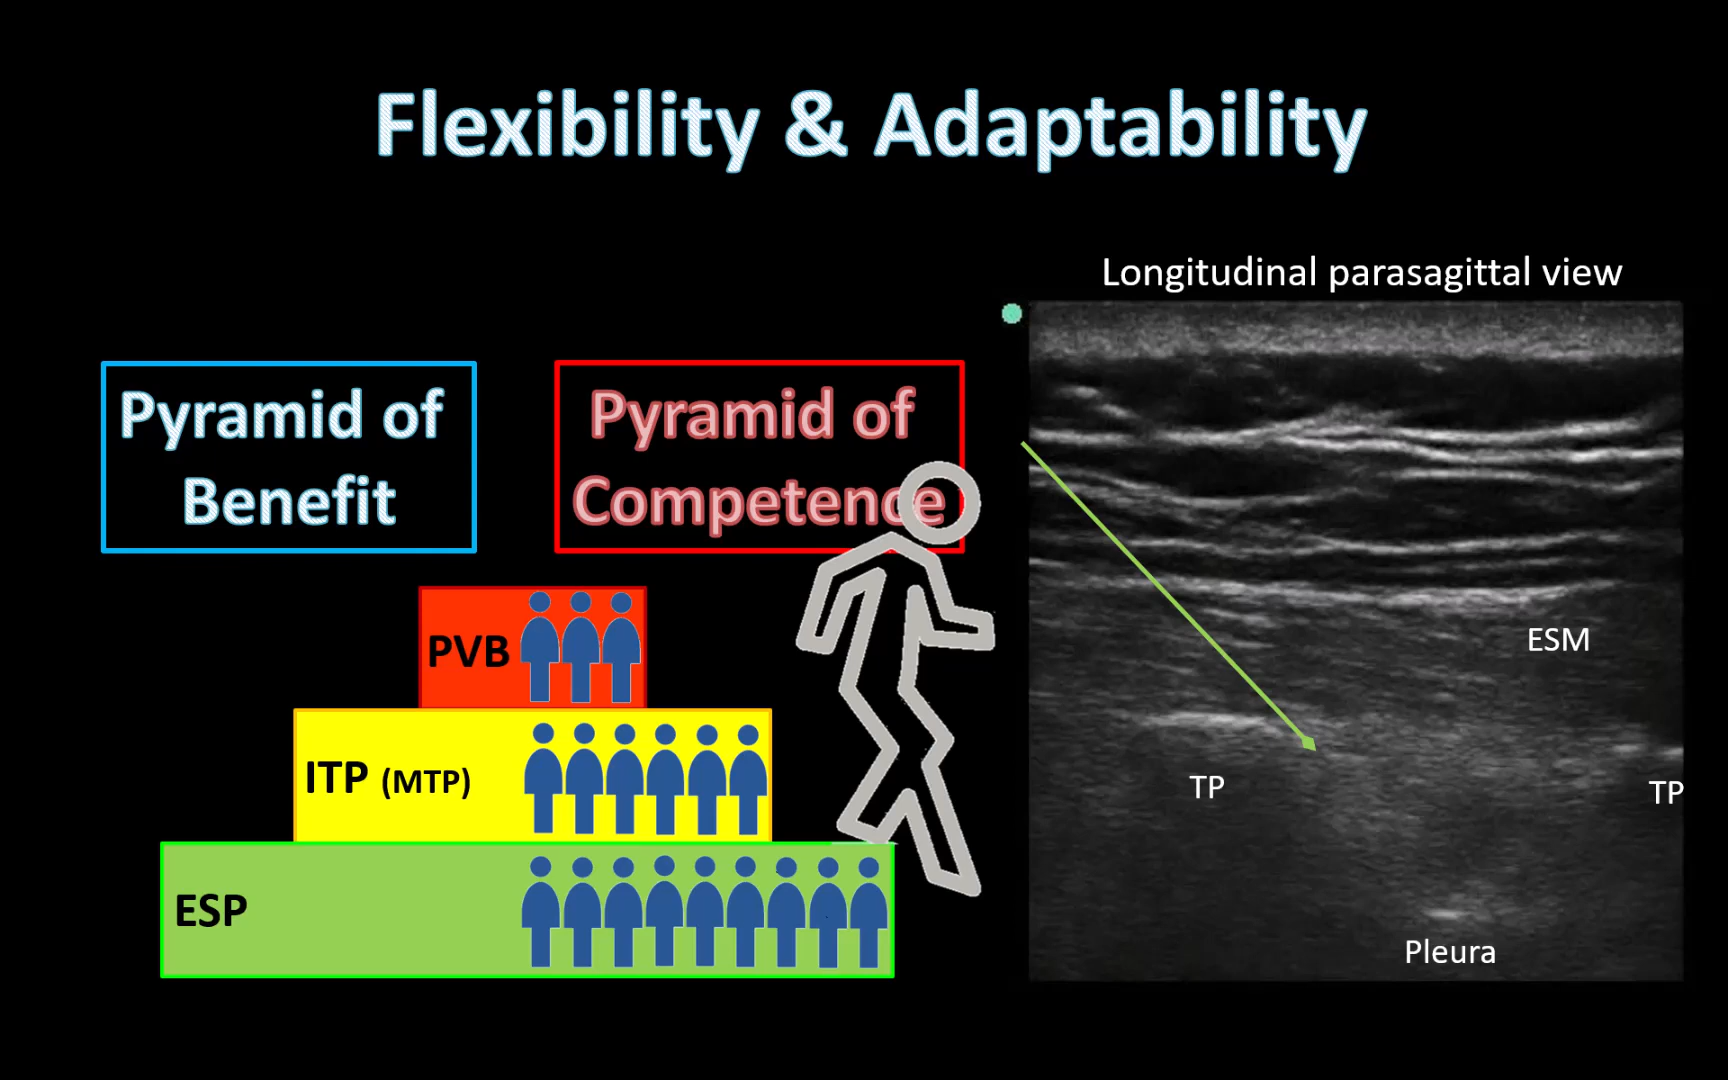 Flexibility & Adaptability
Longitudinal parasagittal view
Pyramid of
Benefit
Pyramid of
Competence
PVB
ITP (MTP)
ESP
ESM
TP
TP
Pleura